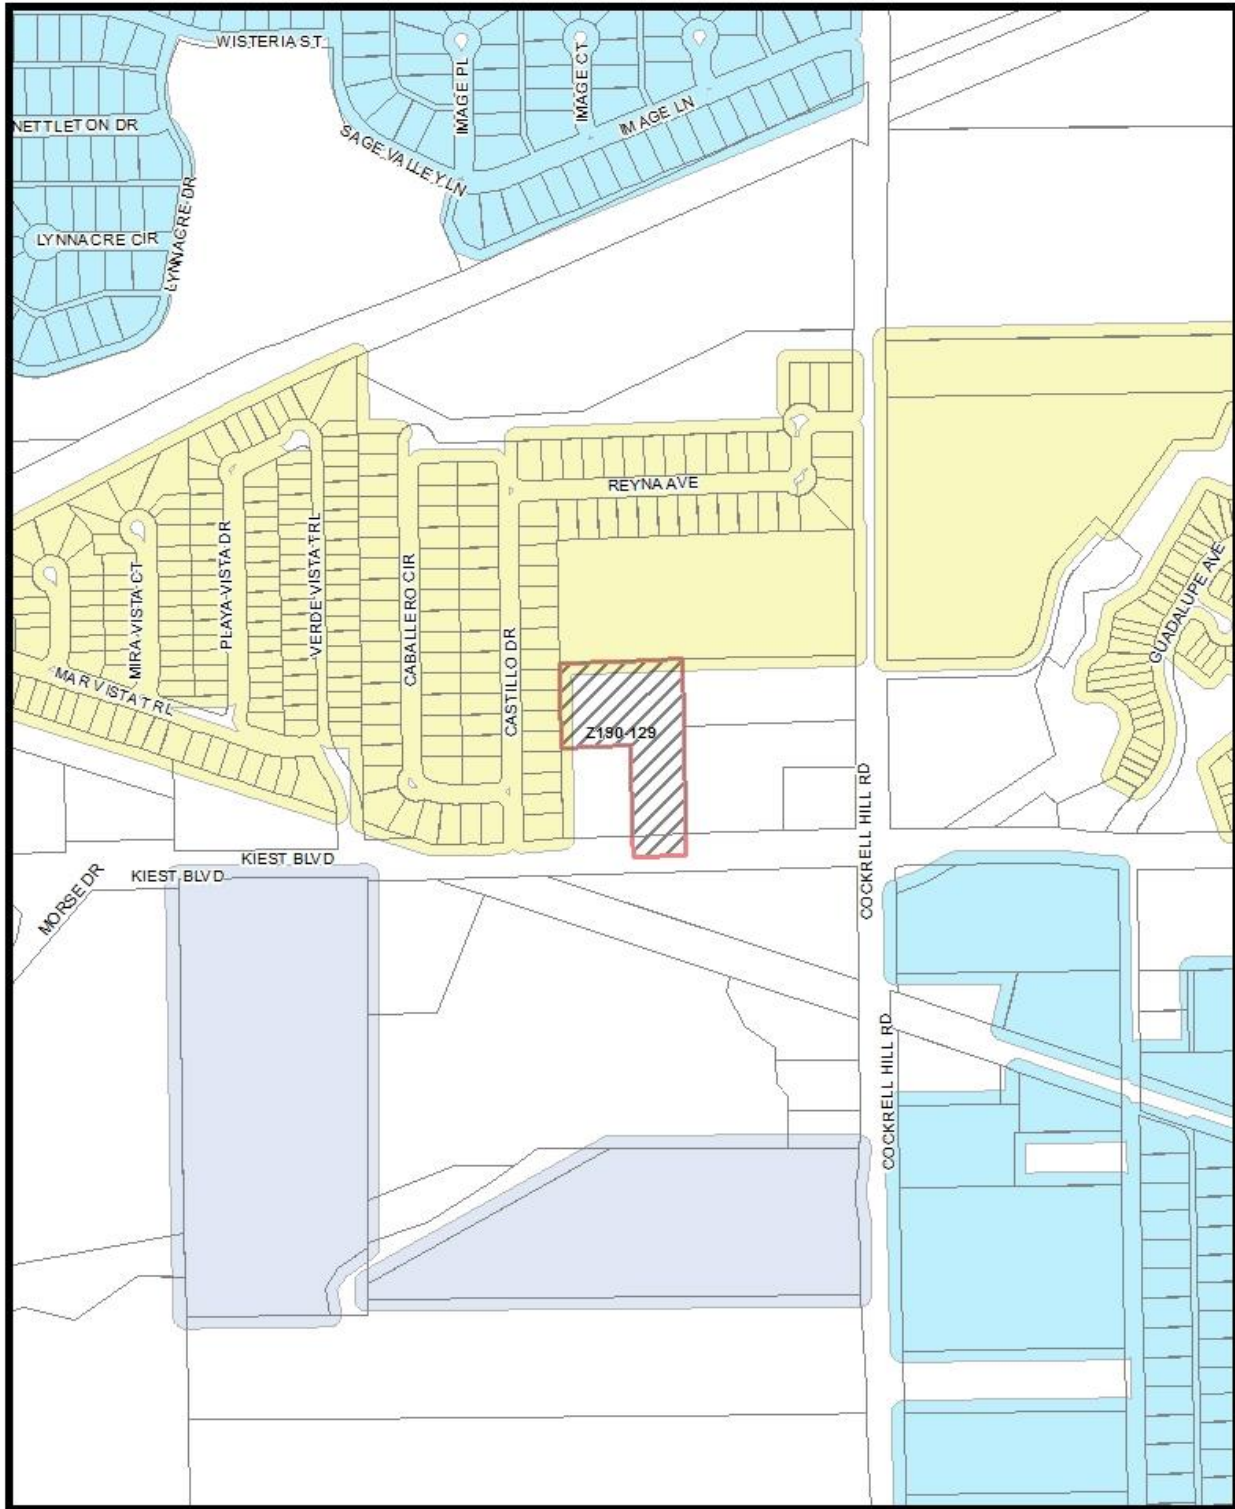 WISTERIA ST
IMAGE PL
IMAGE CT
IMAGE LN
NETTLETON DR
SAGE VALLEY LN
LYNNACRE DR
LYNNACRE CIR
REYNA AVE
MIRA VISTA CT
PLAYA VISTA DR
VERDE VISTA TRL
CABALLERO CIR
CASTILLO DR
GUADALUPE AVE
MAR VISTA TRL
Z190-129
COCKRELL HILL RD
KIEST BLVD
KIEST BLVD
MORSE DR
COCKRELL HILL RD